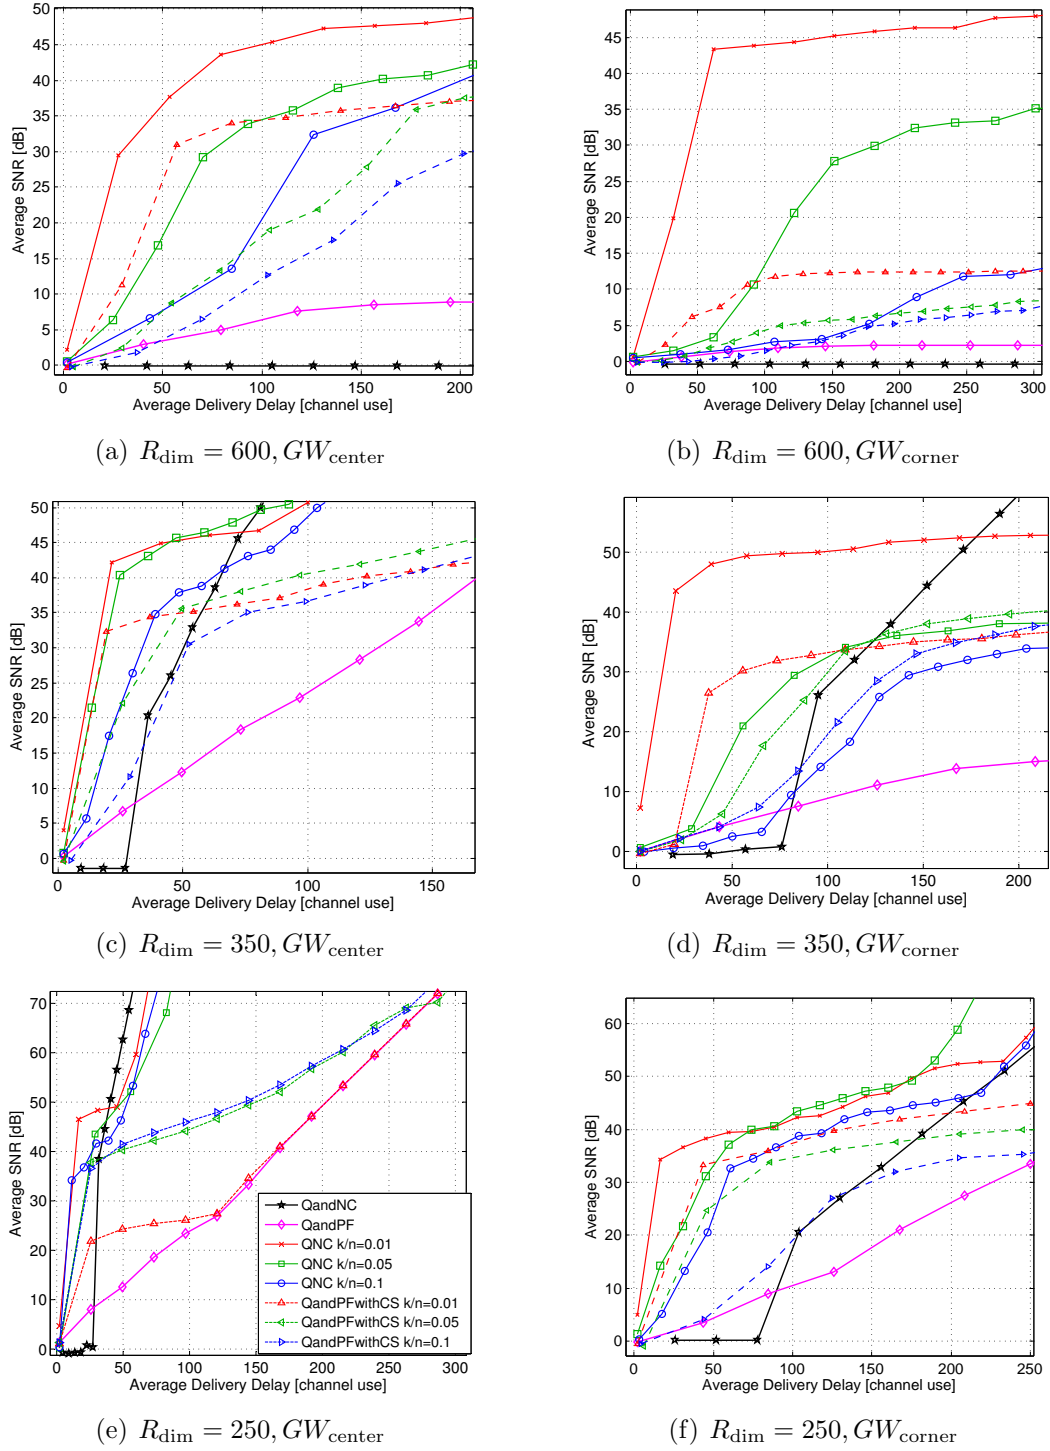 50
45
40
35
30
25
20
15
10
5
0
Average SNR [dB]
0 50 100 150 200
Average Delivery Delay [channel use]
(a) R_dim = 600, GW_center
50
45
40
35
30
25
20
15
10
5
0
Average SNR [dB]
0 50 100 150 200 250 300
Average Delivery Delay [channel use]
(b) R_dim = 600, GW_corner
50
45
40
35
30
25
20
15
10
5
0
Average SNR [dB]
0 50 100 150
Average Delivery Delay [channel use]
(c) R_dim = 350, GW_center
50
40
30
20
10
0
Average SNR [dB]
0 50 100 150 200
Average Delivery Delay [channel use]
(d) R_dim = 350, GW_corner
70
60
50
40
30
20
10
0
Average SNR [dB]
QandNC
QandPF
QNC k/n=0.01
QNC k/n=0.05
QNC k/n=0.1
QandPFwithCS k/n=0.01
QandPFwithCS k/n=0.05
QandPFwithCS k/n=0.1
0 50 100 150 200 250 300
Average Delivery Delay [channel use]
(e) R_dim = 250, GW_center
60
50
40
30
20
10
0
Average SNR [dB]
0 50 100 150 200 250
Average Delivery Delay [channel use]
(f) R_dim = 250, GW_corner